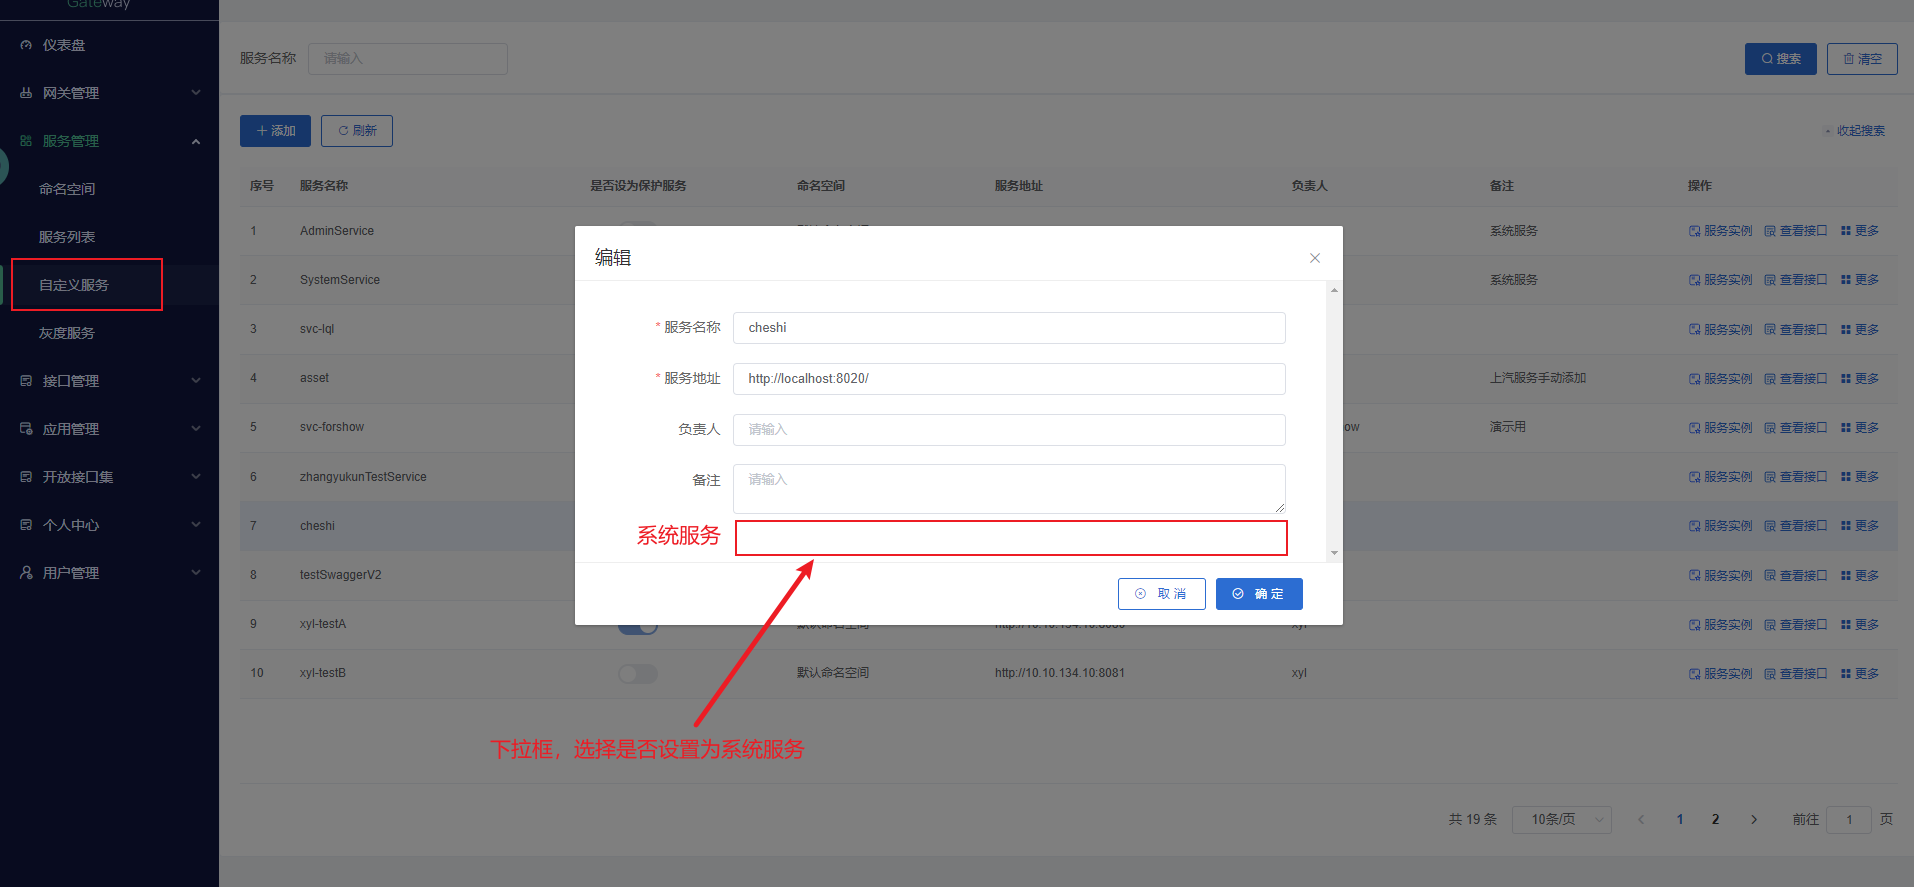 Gateway
仪表盘
网关管理
服务管理
命名空间
服务列表
自定义服务
灰度服务
接口管理
应用管理
开放接口集
个人中心
用户管理
服务名称 请输入 搜索 清空
添加 刷新 收起搜索
序号 服务名称 是否设为保护服务 命名空间 服务地址 负责人 备注 操作
1 AdminService 系统服务 服务实例 查看接口 更多
2 SystemService 系统服务 服务实例 查看接口 更多
3 svc-lql 服务实例 查看接口 更多
4 asset 上汽服务手动添加 服务实例 查看接口 更多
5 svc-forshow ow 演示用 服务实例 查看接口 更多
6 zhangyukunTestService 服务实例 查看接口 更多
7 cheshi 服务实例 查看接口 更多
8 testSwaggerV2 服务实例 查看接口 更多
9 xyl-testA 默认命名空间 http://10.10.134.10:8080 xyl 服务实例 查看接口 更多
10 xyl-testB 默认命名空间 http://10.10.134.10:8081 xyl 服务实例 查看接口 更多
编辑
* 服务名称 cheshi
* 服务地址 http://localhost:8020/
负责人 请输入
备注 请输入
系统服务
取 消 确 定
下拉框，选择是否设置为系统服务
共 19 条 10条/页 1 2 前往 1 页